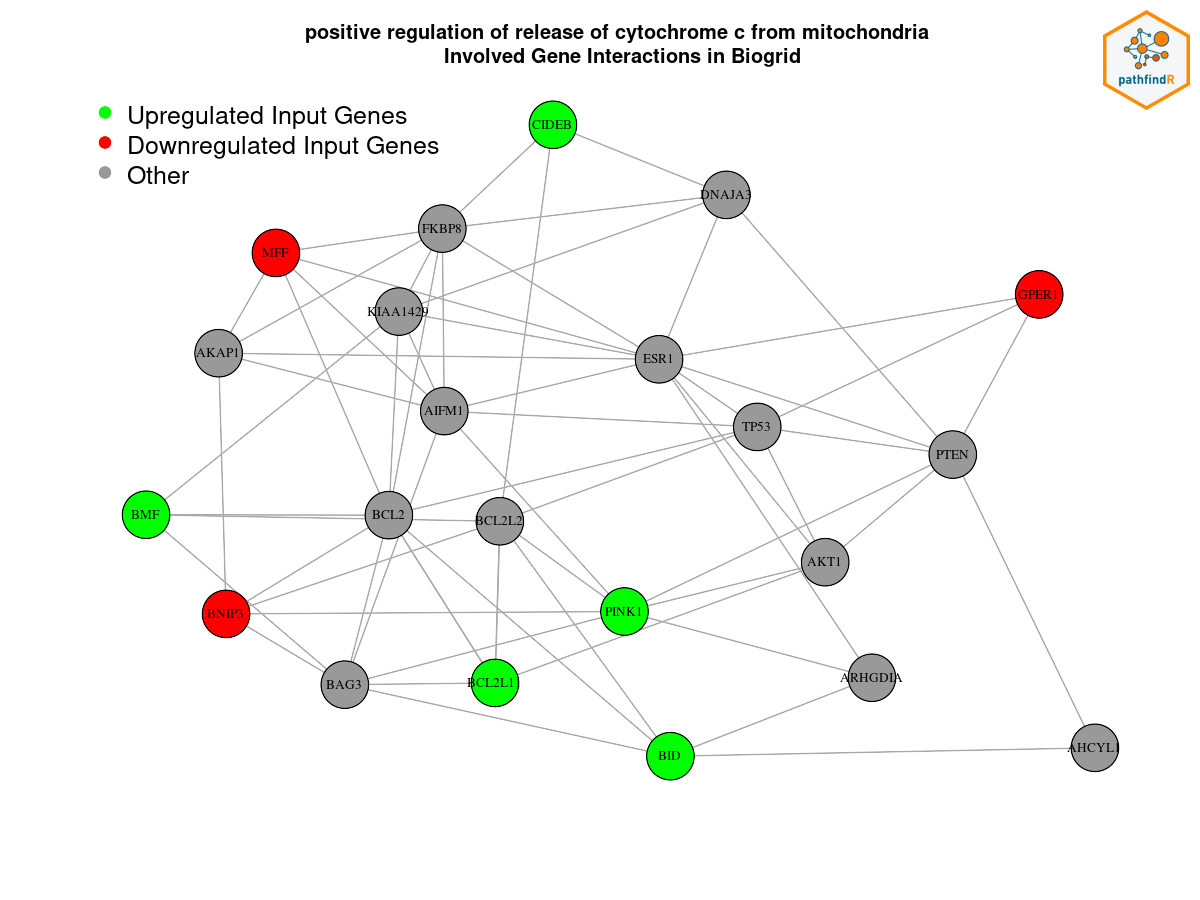 positive regulation of release of cytochrome c from mitochondria
Involved Gene Interactions in Biogrid
pathfindR
Upregulated Input Genes
Downregulated Input Genes
Other
CIDEB
DNAJA3
FKBP8
MFF
GPER1
KIAA1429
AKAP1
ESR1
AIFM1
TP53
PTEN
BMF
BCL2
BCL2L2
AKT1
BNIP3
PINK1
BAG3
BCL2L1
ARHGDIA
BID
AHCYL1